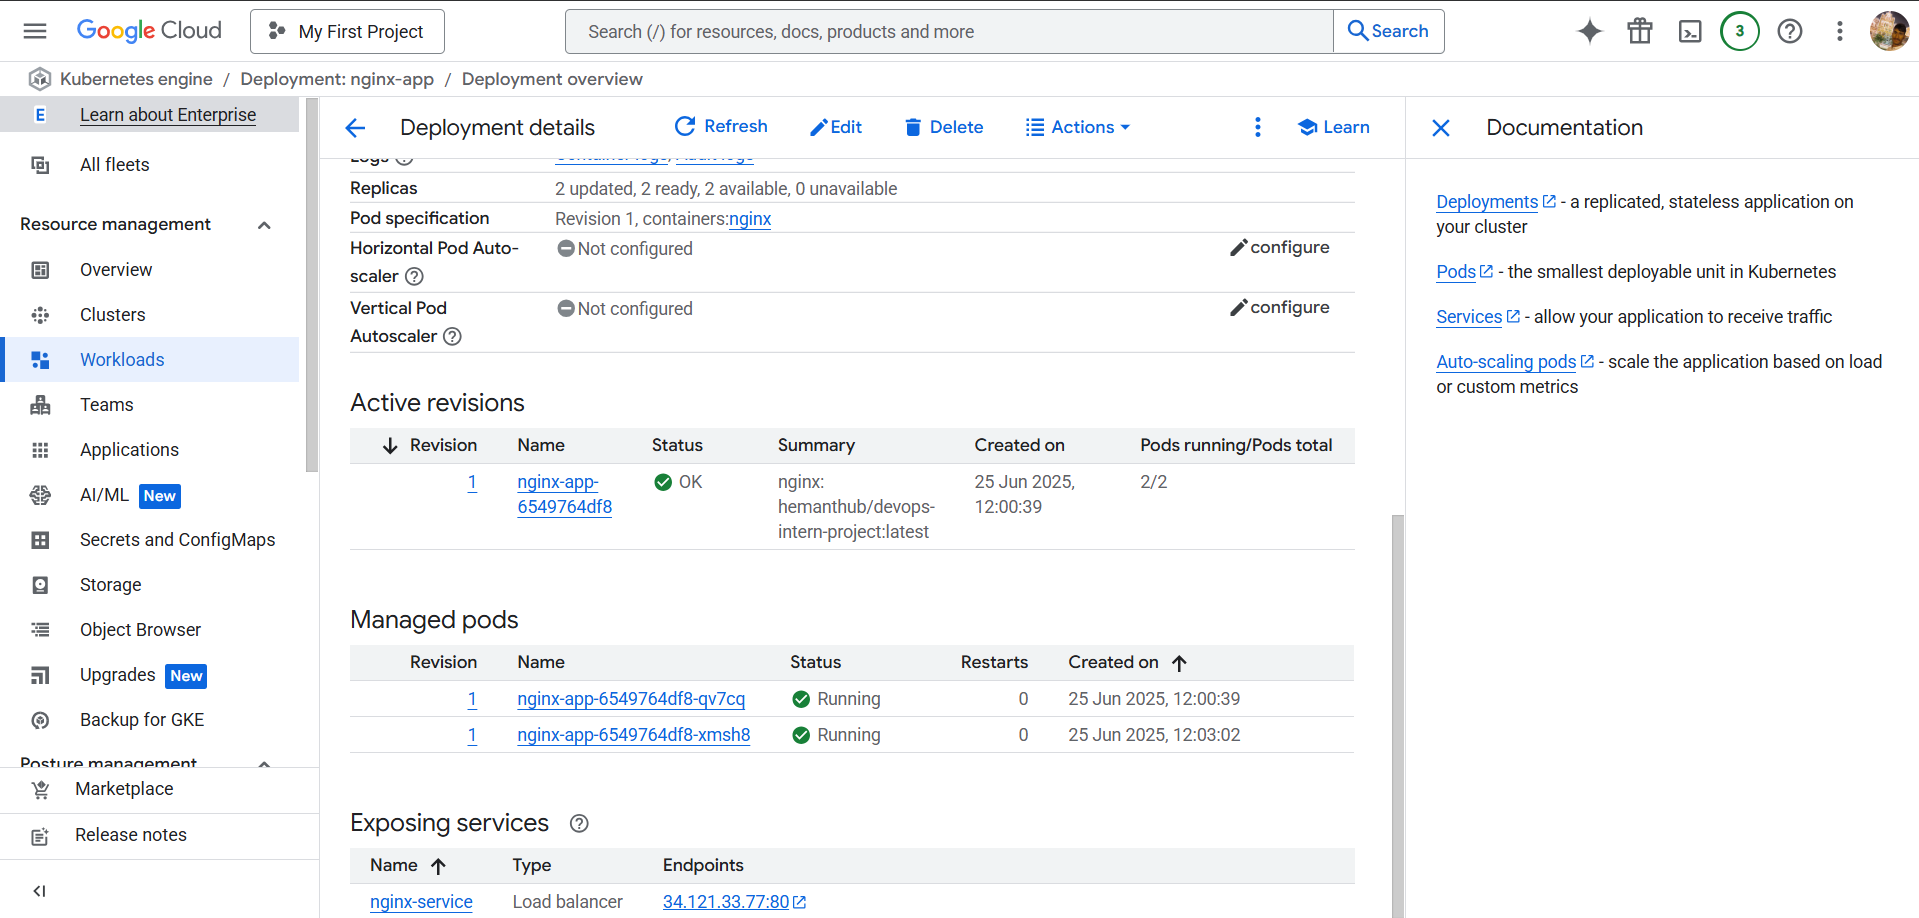 Google Cloud
My First Project
Search (/) for resources, docs, products and more
Search
3
Kubernetes engine / Deployment: nginx-app / Deployment overview
E
Learn about Enterprise
All fleets
Resource management
Overview
Clusters
Workloads
Teams
Applications
AI/ML New
Secrets and ConfigMaps
Storage
Object Browser
Upgrades New
Backup for GKE
Posture management
Marketplace
Release notes
Deployment details
Refresh
Edit
Delete
Actions
Learn
Logs
Container logs, Audit logs
Replicas
2 updated, 2 ready, 2 available, 0 unavailable
Pod specification
Revision 1, containers:nginx
Horizontal Pod Auto-
scaler
Not configured
configure
Vertical Pod
Autoscaler
Not configured
configure
Active revisions
Revision Name Status Summary Created on Pods running/Pods total
1 nginx-app- OK nginx: 25 Jun 2025, 2/2
6549764df8 hemanthub/devops- 12:00:39
intern-project:latest
Managed pods
Revision Name Status Restarts Created on
1 nginx-app-6549764df8-qv7cq Running 0 25 Jun 2025, 12:00:39
1 nginx-app-6549764df8-xmsh8 Running 0 25 Jun 2025, 12:03:02
Exposing services
Name Type Endpoints
nginx-service Load balancer 34.121.33.77:80
Documentation
Deployments - a replicated, stateless application on
your cluster
Pods - the smallest deployable unit in Kubernetes
Services - allow your application to receive traffic
Auto-scaling pods - scale the application based on load
or custom metrics